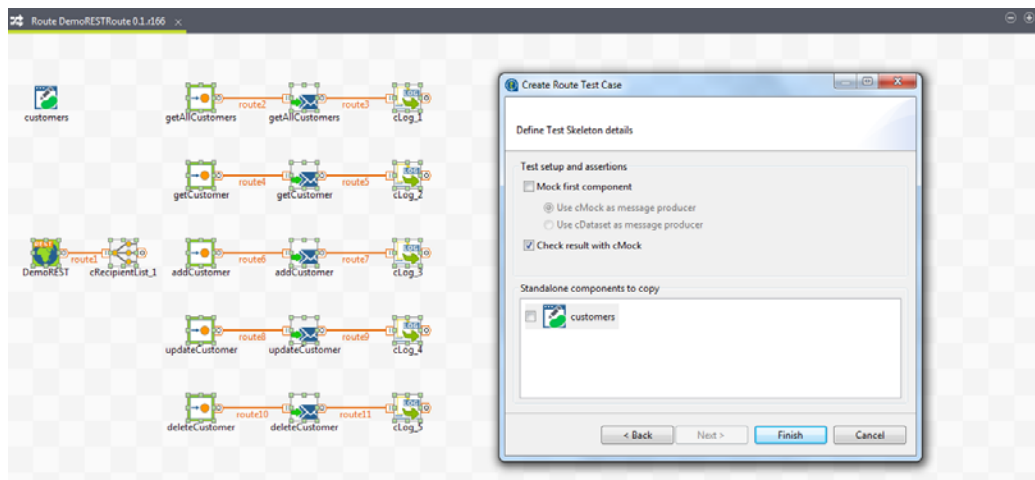 Route DemoRESTRoute 0.1.r166
customers
route2
route3
getAllCustomers
getAllCustomers
cLog_1
route4
route5
getCustomer
getCustomer
cLog_2
route1
route6
route7
DemoREST
cRecipientList_1
addCustomer
addCustomer
cLog_3
route8
route9
updateCustomer
updateCustomer
cLog_4
route10
route11
deleteCustomer
deleteCustomer
cLog_5
Create Route Test Case
Define Test Skeleton details
Test setup and assertions
Mock first component
Use cMock as message producer
Use cDataset as message producer
Check result with cMock
Standalone components to copy
customers
< Back Next > Finish Cancel